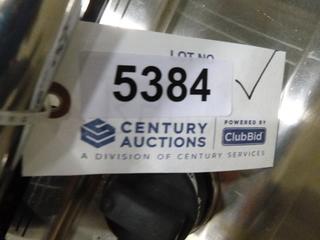 LOT NO
5384
CENTURY AUCTIONS
POWERED BY
ClubBid
A DIVISION OF CENTURY SERVICES